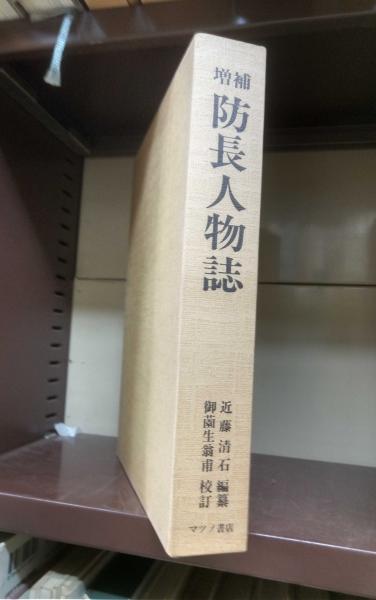 増補
防長人物誌
近藤清石 編纂
御薗生翁甫 校訂
マツノ書店